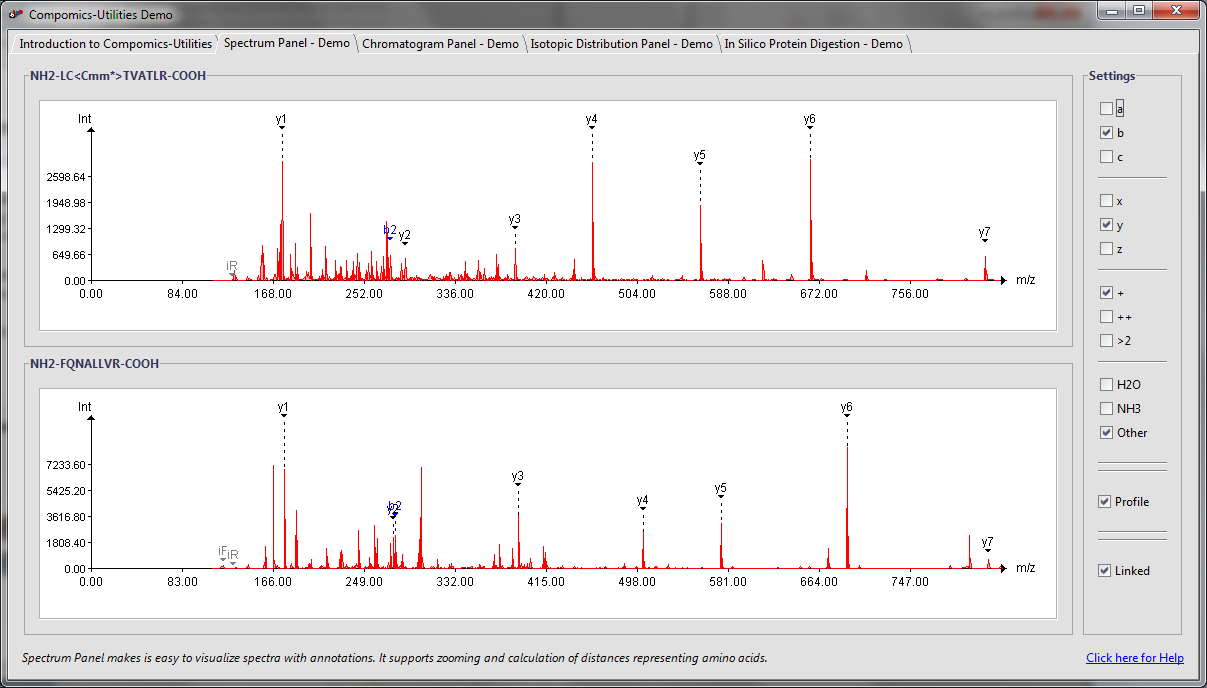 Compomics-Utilities Demo
Introduction to Compomics-Utilities Spectrum Panel - Demo Chromatogram Panel - Demo Isotopic Distribution Panel - Demo In Silico Protein Digestion - Demo
NH2-LC<Cmm*>TVATLR-COOH
Int
y1 y4 y6
y5
y3
b2 y2 y7
iR
2598.64
1948.98
1299.32
649.66
0.00
0.00 84.00 168.00 252.00 336.00 420.00 504.00 588.00 672.00 756.00 m/z
NH2-FQNALLVR-COOH
Int
y1 y6
y3
y5
y4
b2
y7
iF iR
7233.60
5425.20
3616.80
1808.40
0.00
0.00 83.00 166.00 249.00 332.00 415.00 498.00 581.00 664.00 747.00 m/z
Settings
a
b
c
x
y
z
+
++
>2
H2O
NH3
Other
Profile
Linked
Spectrum Panel makes is easy to visualize spectra with annotations. It supports zooming and calculation of distances representing amino acids.
Click here for Help